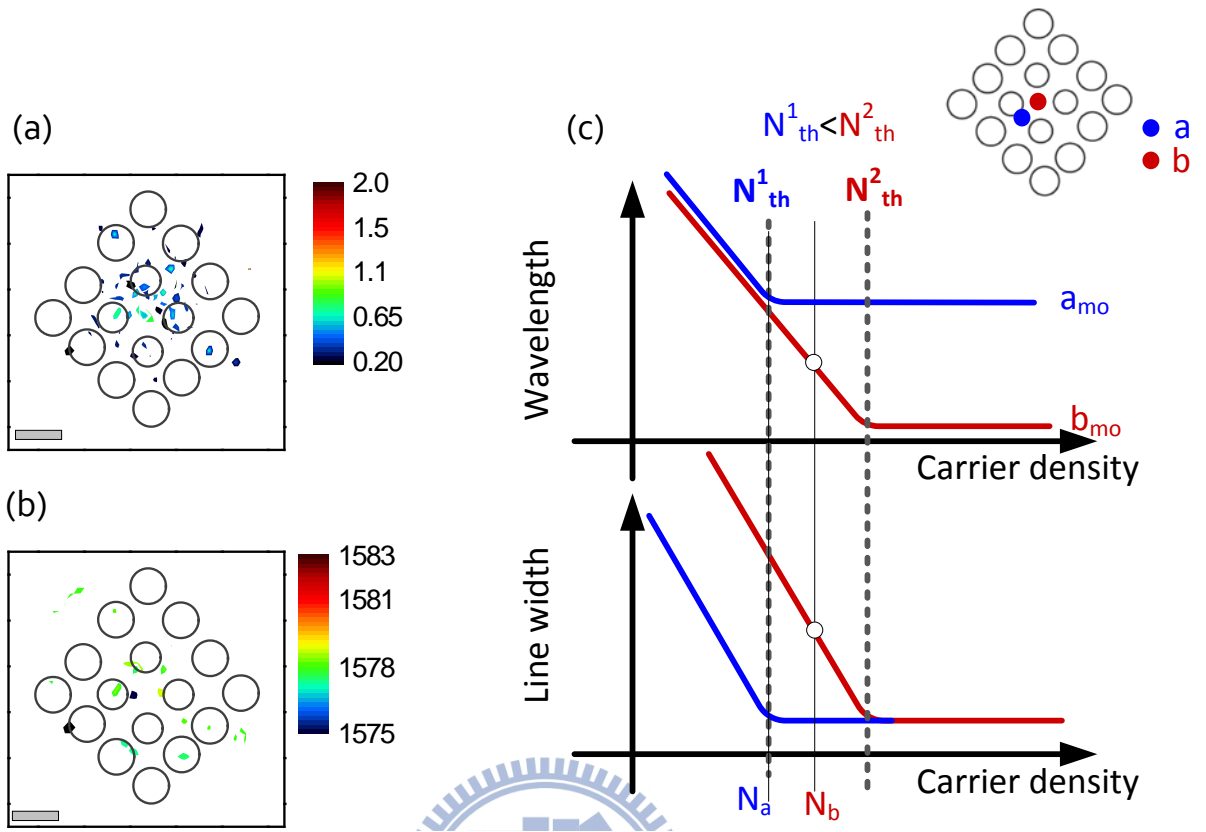 (a)
2.0
1.5
1.1
0.65
0.20
(b)
1583
1581
1578
1576
1575
(c)
N¹th<N²th
a
b
N¹th
N²th
Wavelength
amo
bmo
Carrier density
Line width
Carrier density
Na
Nb